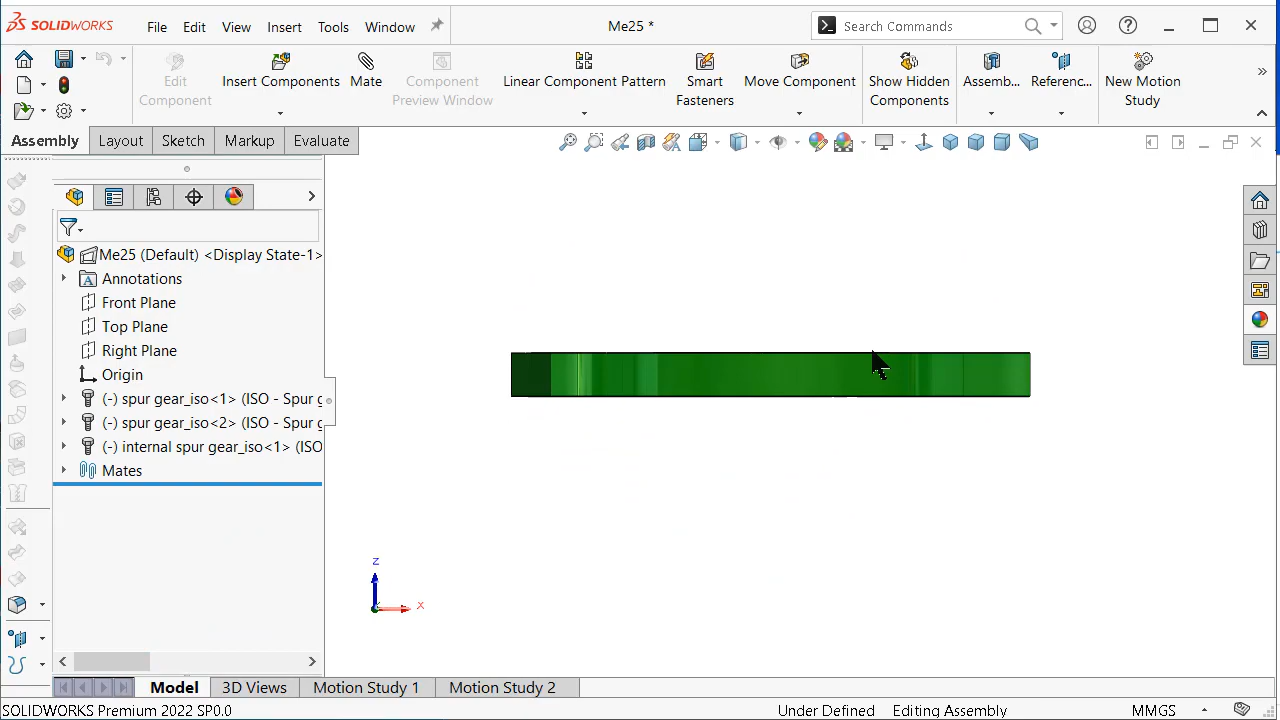 SOLIDWORKS
File Edit View Insert Tools Window
Me25 *
Search Commands
Edit Component
Insert Components
Mate
Component Preview Window
Linear Component Pattern
Smart Fasteners
Move Component
Show Hidden Components
Assemb...
Referenc...
New Motion Study
Assembly Layout Sketch Markup Evaluate
Me25 (Default) <Display State-1>
Annotations
Front Plane
Top Plane
Right Plane
Origin
(-) spur gear_iso<1> (ISO - Spur g
(-) spur gear_iso<2> (ISO - Spur g
(-) internal spur gear_iso<1> (ISO
Mates
z
x
Model 3D Views Motion Study 1 Motion Study 2
SOLIDWORKS Premium 2022 SP0.0
Under Defined
Editing Assembly
MMGS